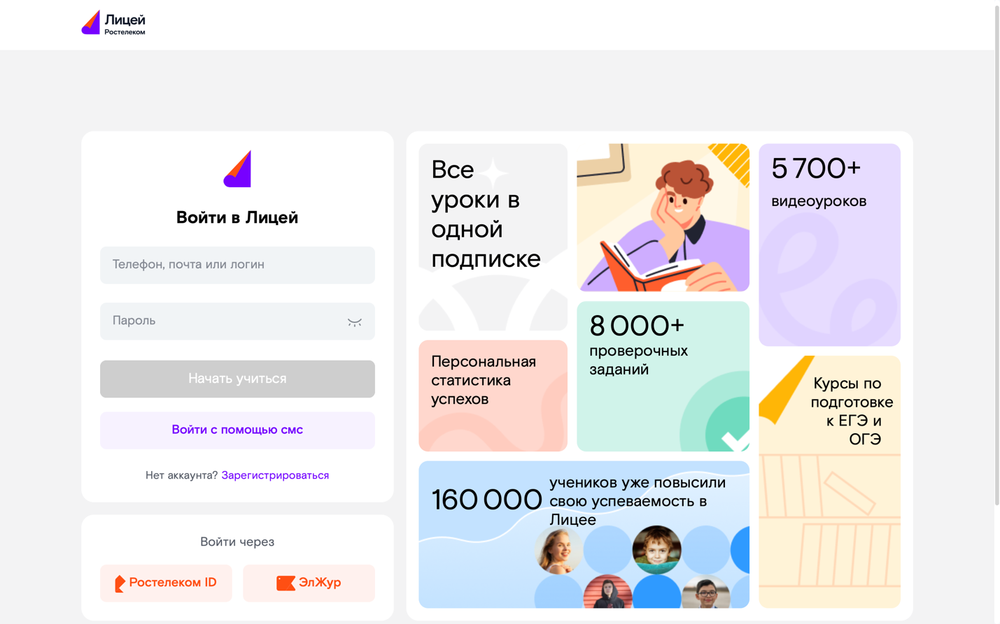 Лицей
Ростелеком
Войти в Лицей
Телефон, почта или логин
Пароль
Начать учиться
Войти с помощью смс
Нет аккаунта? Зарегистрироваться
Войти через
Ростелеком ID
ЭлЖур
Все
уроки в
одной
подписке
5 700+
видеоуроков
8 000+
проверочных
заданий
Персональная
статистика
успехов
Курсы по
подготовке
к ЕГЭ и
ОГЭ
160 000
учеников уже повысили
свою успеваемость в
Лицее